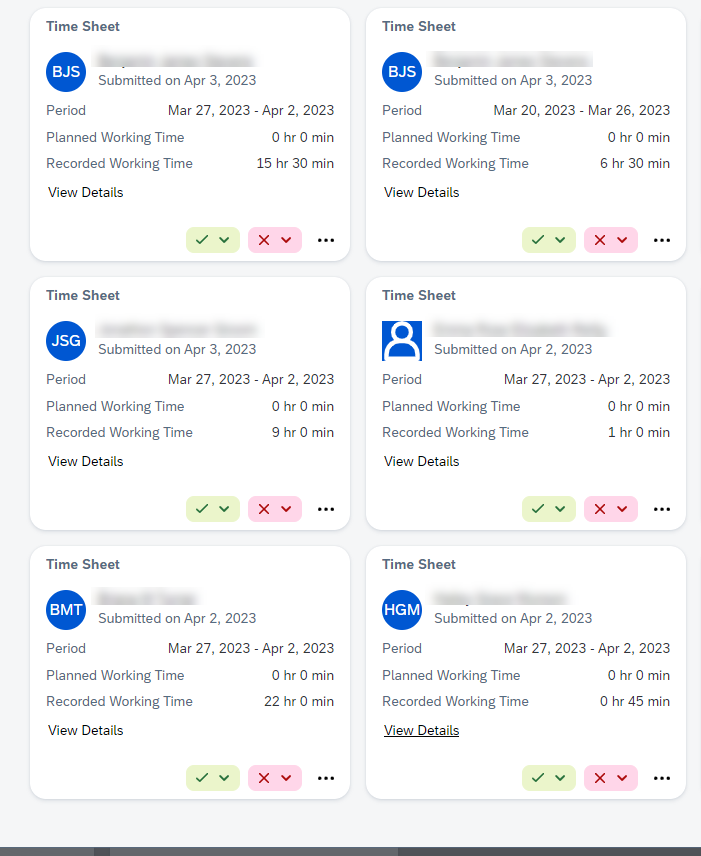 Time Sheet
BJS
Submitted on Apr 3, 2023
Period Mar 27, 2023 - Apr 2, 2023
Planned Working Time 0 hr 0 min
Recorded Working Time 15 hr 30 min
View Details
Time Sheet
BJS
Submitted on Apr 3, 2023
Period Mar 20, 2023 - Mar 26, 2023
Planned Working Time 0 hr 0 min
Recorded Working Time 6 hr 30 min
View Details
Time Sheet
JSG
Submitted on Apr 3, 2023
Period Mar 27, 2023 - Apr 2, 2023
Planned Working Time 0 hr 0 min
Recorded Working Time 9 hr 0 min
View Details
Time Sheet
Submitted on Apr 2, 2023
Period Mar 27, 2023 - Apr 2, 2023
Planned Working Time 0 hr 0 min
Recorded Working Time 1 hr 0 min
View Details
Time Sheet
BMT
Submitted on Apr 2, 2023
Period Mar 27, 2023 - Apr 2, 2023
Planned Working Time 0 hr 0 min
Recorded Working Time 22 hr 0 min
View Details
Time Sheet
HGM
Submitted on Apr 2, 2023
Period Mar 27, 2023 - Apr 2, 2023
Planned Working Time 0 hr 0 min
Recorded Working Time 0 hr 45 min
View Details